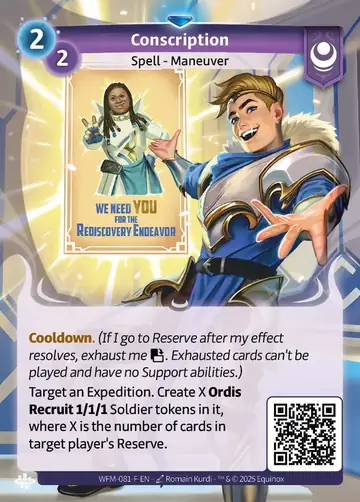 2
2
Conscription
Spell - Maneuver
WE NEED YOU
FOR THE
REDISCOVERY ENDEAVOR
Cooldown. (If I go to Reserve after my effect
resolves, exhaust me. Exhausted cards can't be
played and have no Support abilities.)
Target an Expedition. Create X Ordis
Recruit 1/1/1 Soldier tokens in it,
where X is the number of cards in
target player's Reserve.
WFM-081-F-EN - Romain Kurdi - ™ & © 2025 Equinox